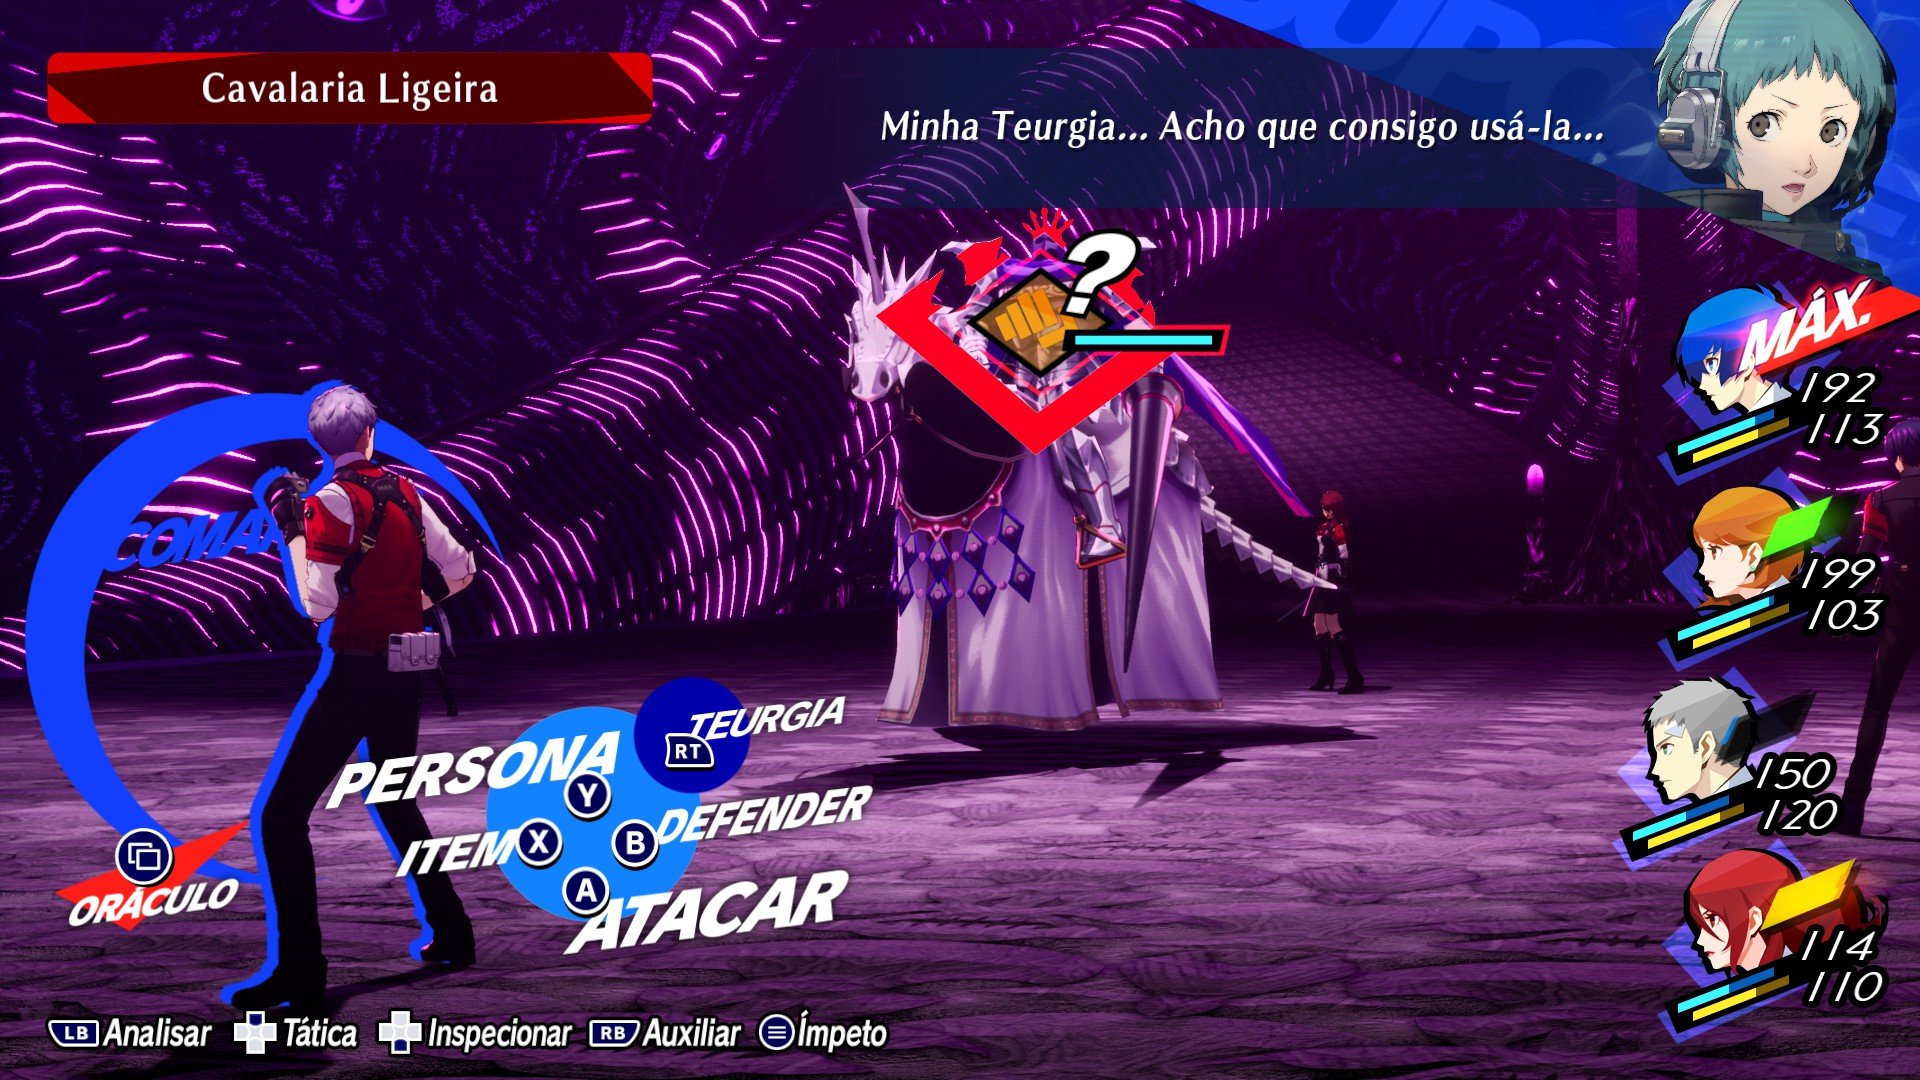 Cavalaria Ligeira
Minha Teurgia... Acho que consigo usá-la...
MÁX.
192
113
199
103
150
120
114
110
TEURGIA
RT
PERSONA
Y
ITEM
X
B
DEFENDER
A
ATACAR
ORÁCULO
LB Analisar
Tática
Inspecionar
RB Auxiliar
Ímpeto